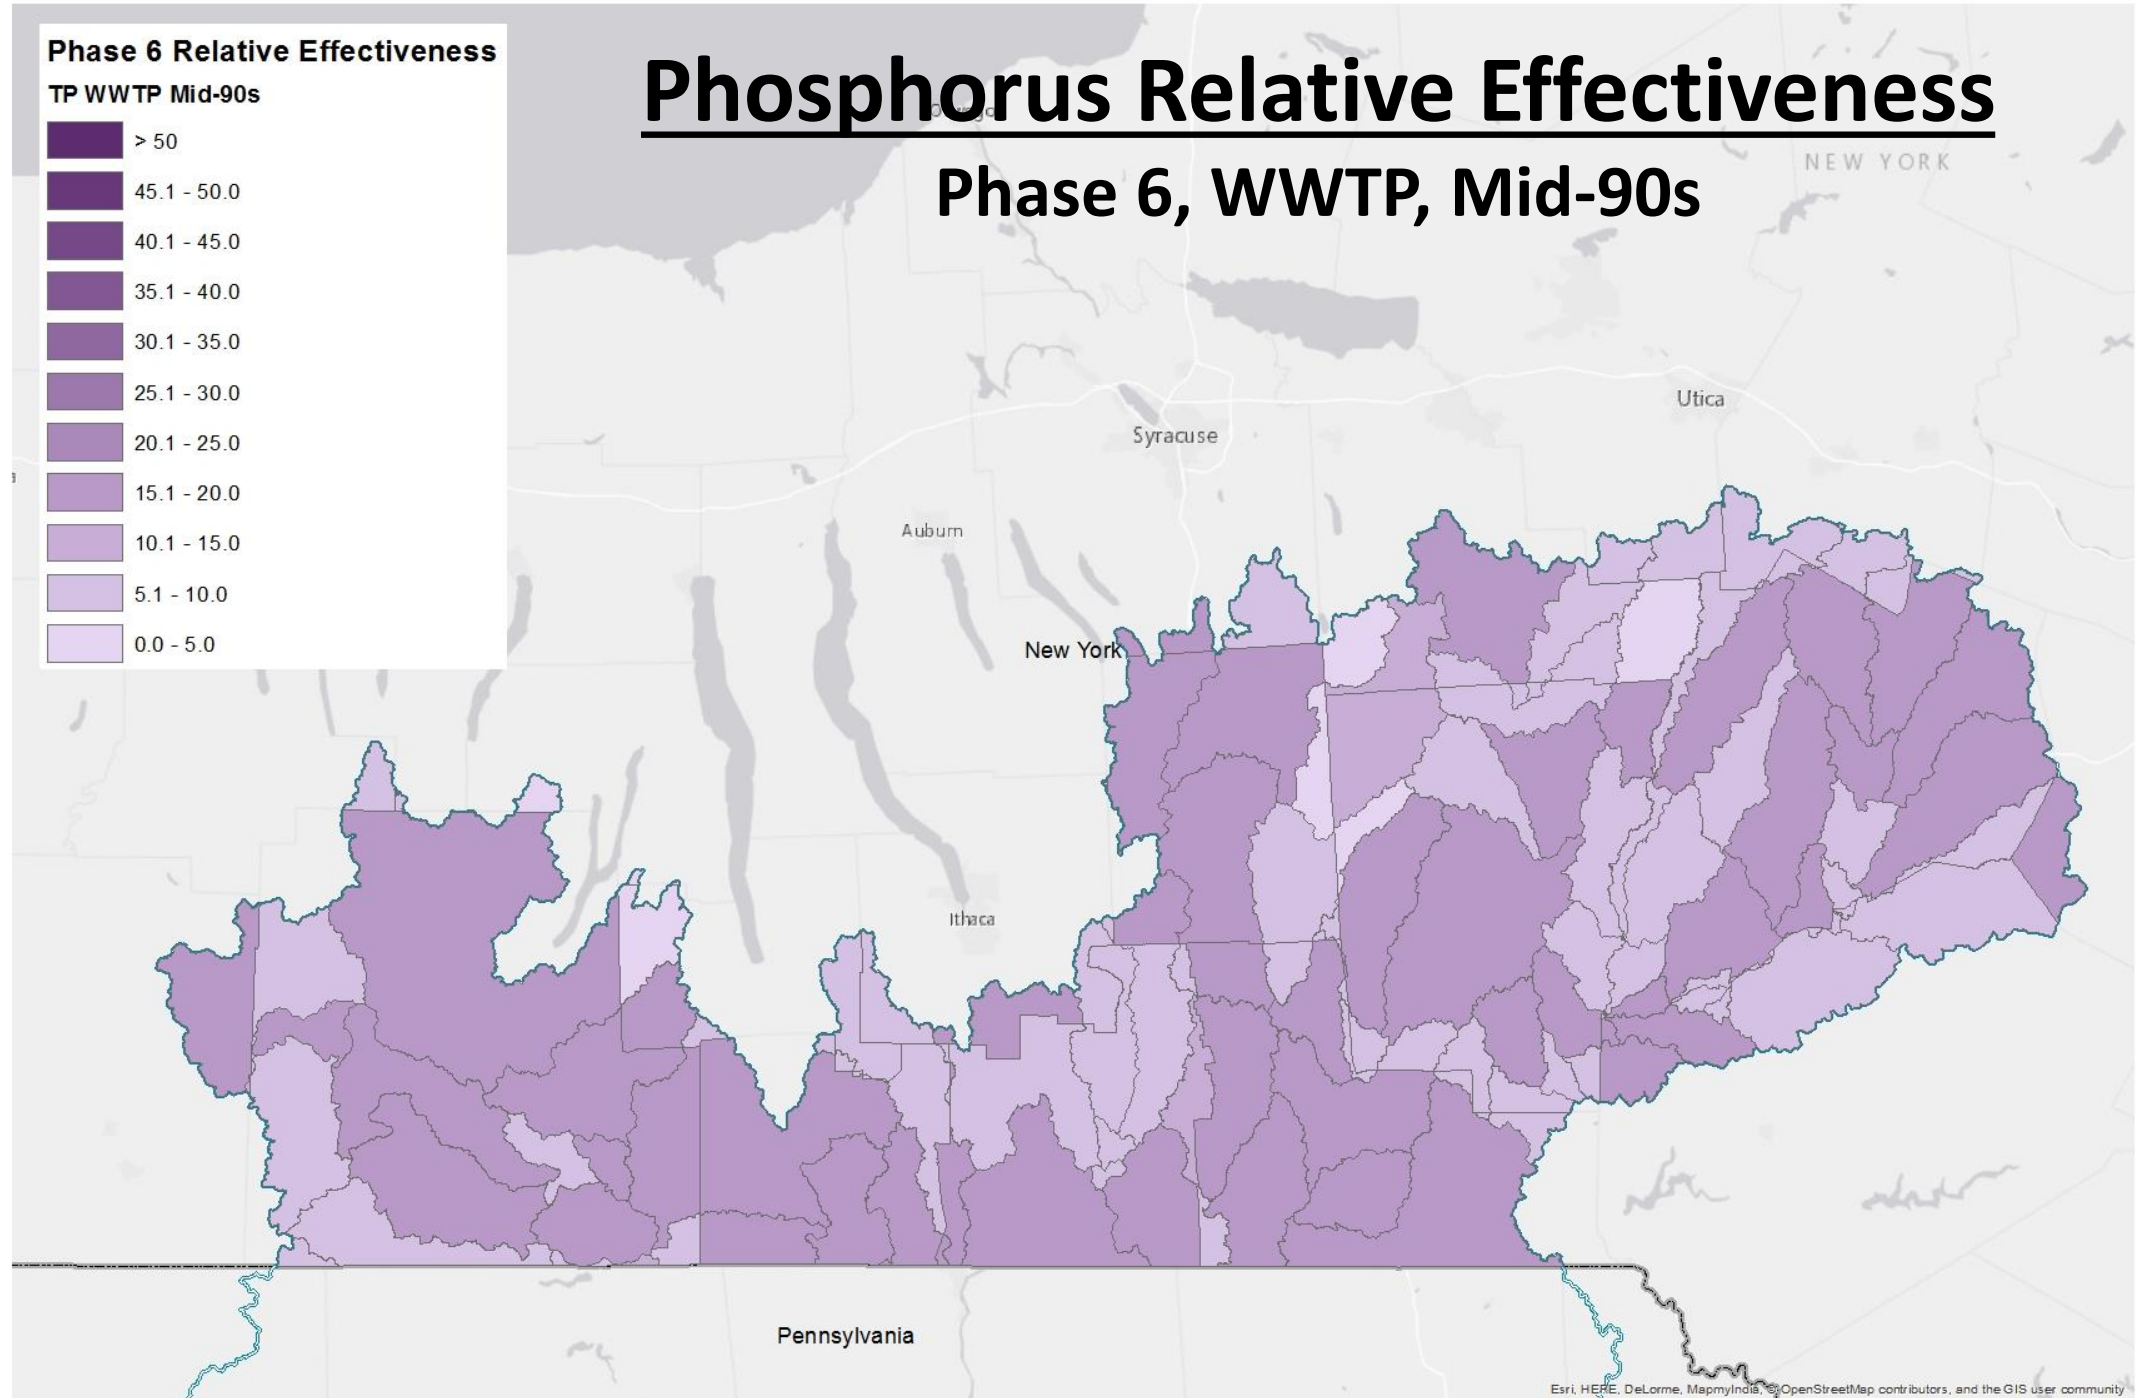 Phase 6 Relative Effectiveness
TP WWTP Mid-90s
> 50
45.1 - 50.0
40.1 - 45.0
35.1 - 40.0
30.1 - 35.0
25.1 - 30.0
20.1 - 25.0
15.1 - 20.0
10.1 - 15.0
5.1 - 10.0
0.0 - 5.0
Phosphorus Relative Effectiveness
Phase 6, WWTP, Mid-90s
NEW YORK
Utica
Syracuse
Auburn
New York
Ithaca
Pennsylvania
Esri, HERE, DeLorme, MapmyIndia, © OpenStreetMap contributors, and the GIS user community